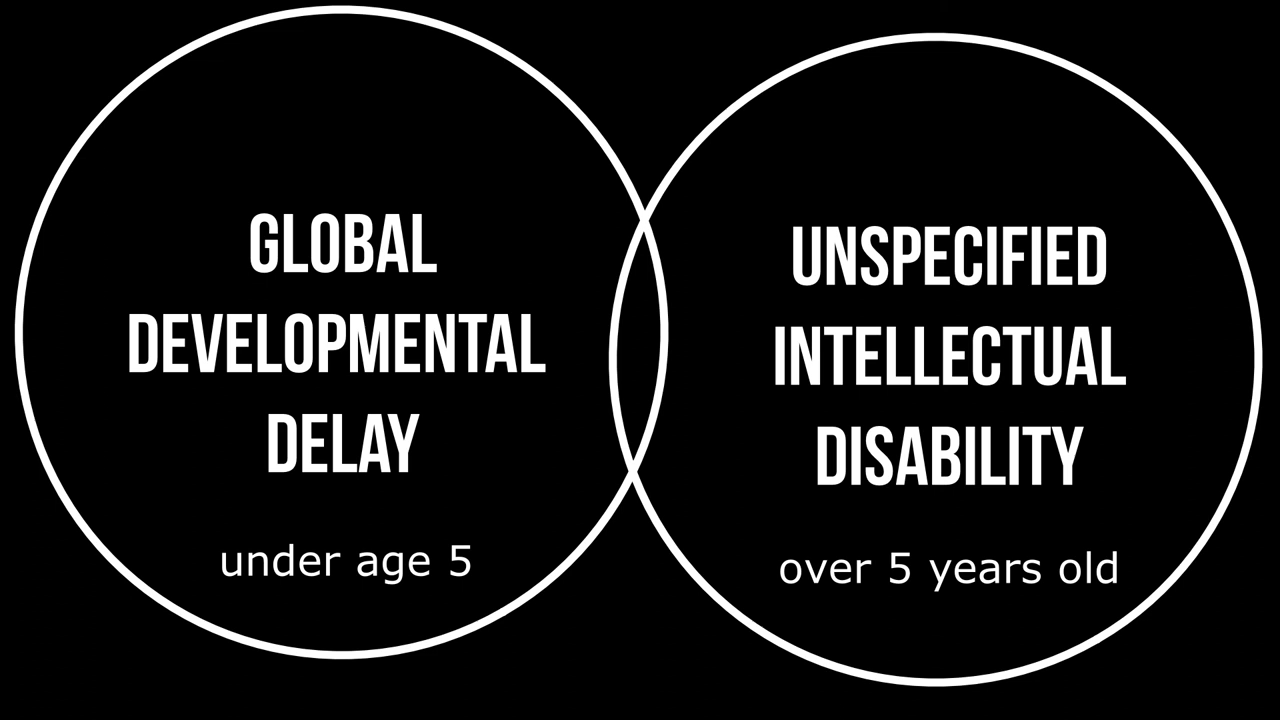 GLOBAL
DEVELOPMENTAL
DELAY
under age 5
UNSPECIFIED
INTELLECTUAL
DISABILITY
over 5 years old